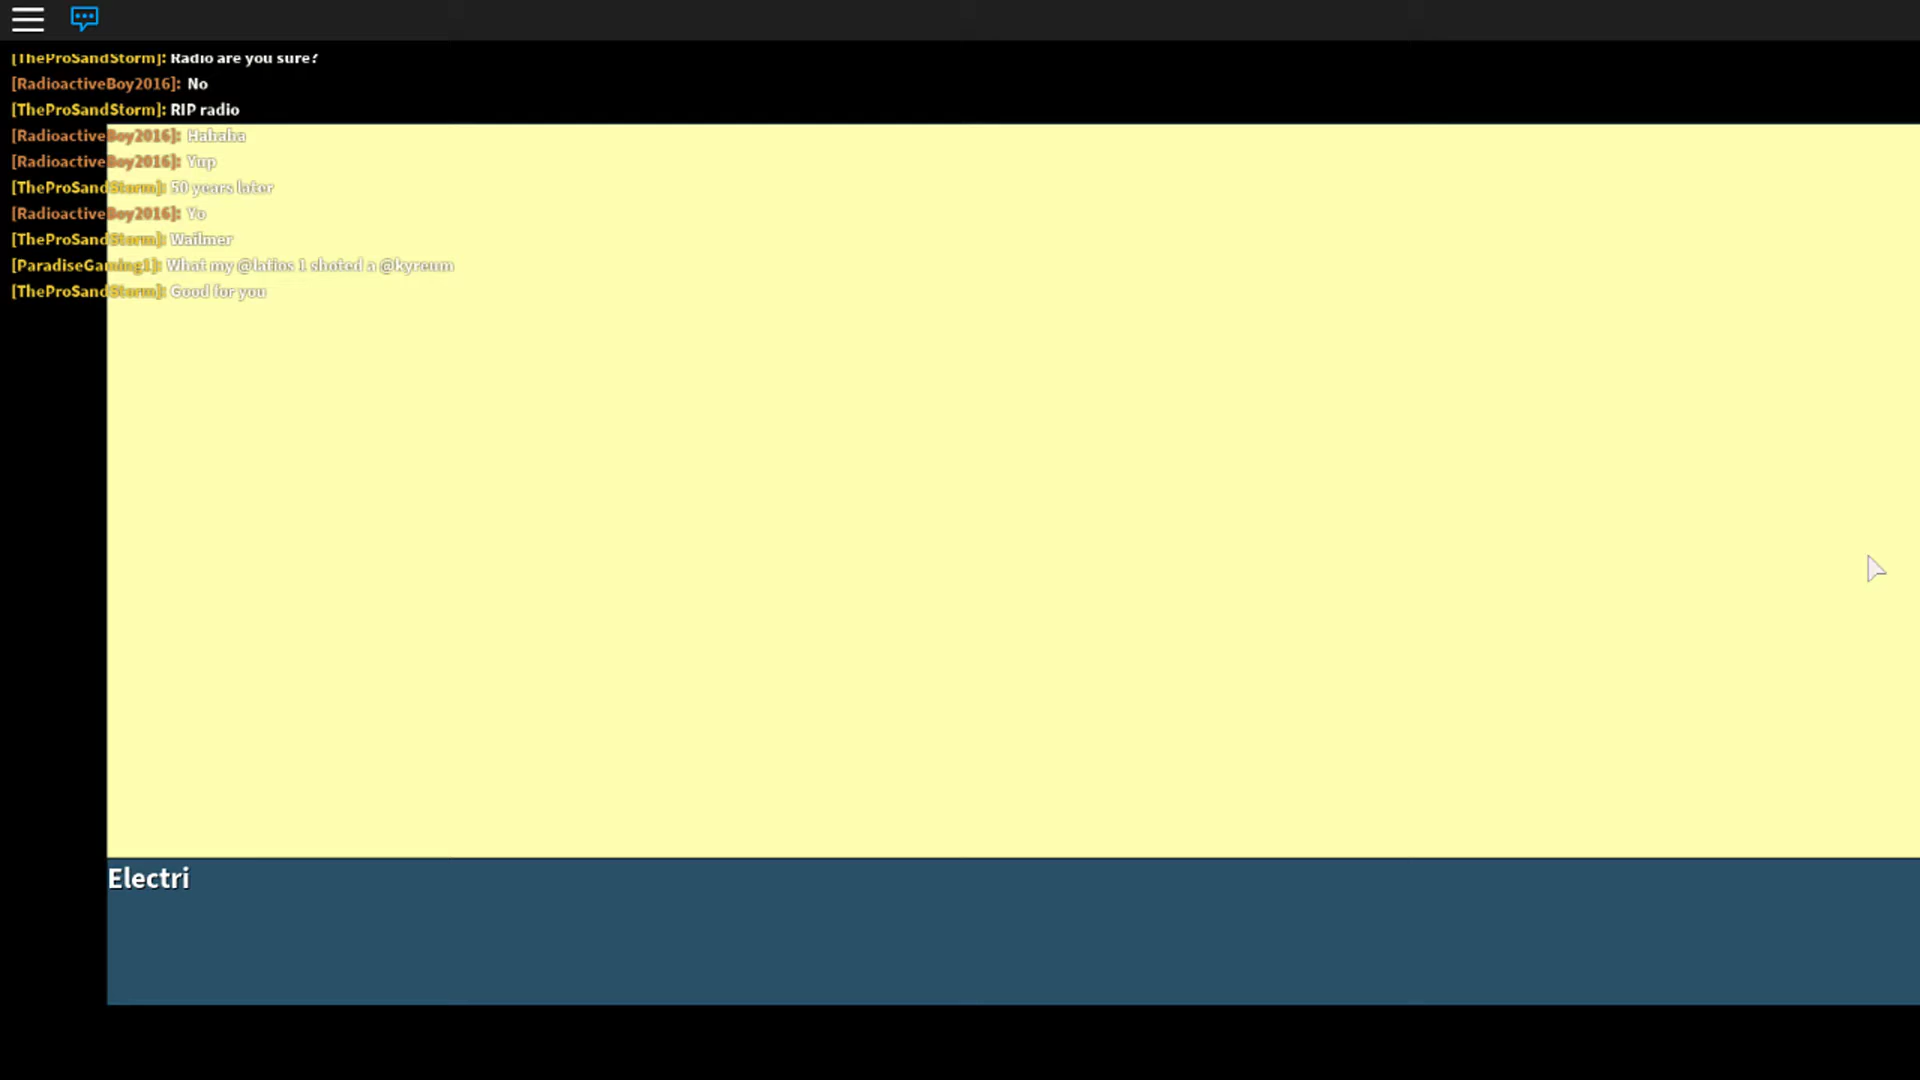 [TheProSandStorm]: Radio are you sure?
[RadioactiveBoy2016]: No
[TheProSandStorm]: RIP radio
[RadioactiveBoy2016]: Hahaha
[RadioactiveBoy2016]: Yup
[TheProSandStorm]: 50 years later
[RadioactiveBoy2016]: Yo
[TheProSandStorm]: Wailmer
[ParadiseGaming1]: What my @latios 1 shoted a @kyreum
[TheProSandStorm]: Good for you
Electri